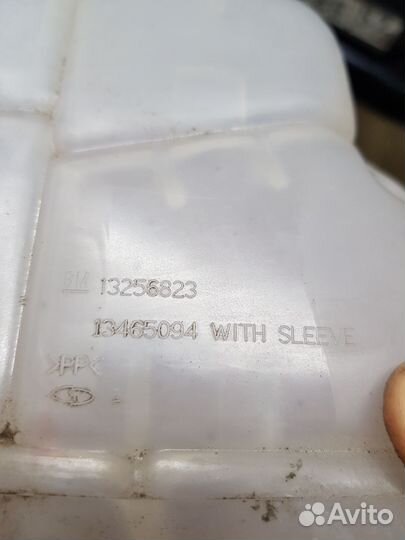 GM 13256823
13465094 WITH SLEEVE
>PP<
Avito